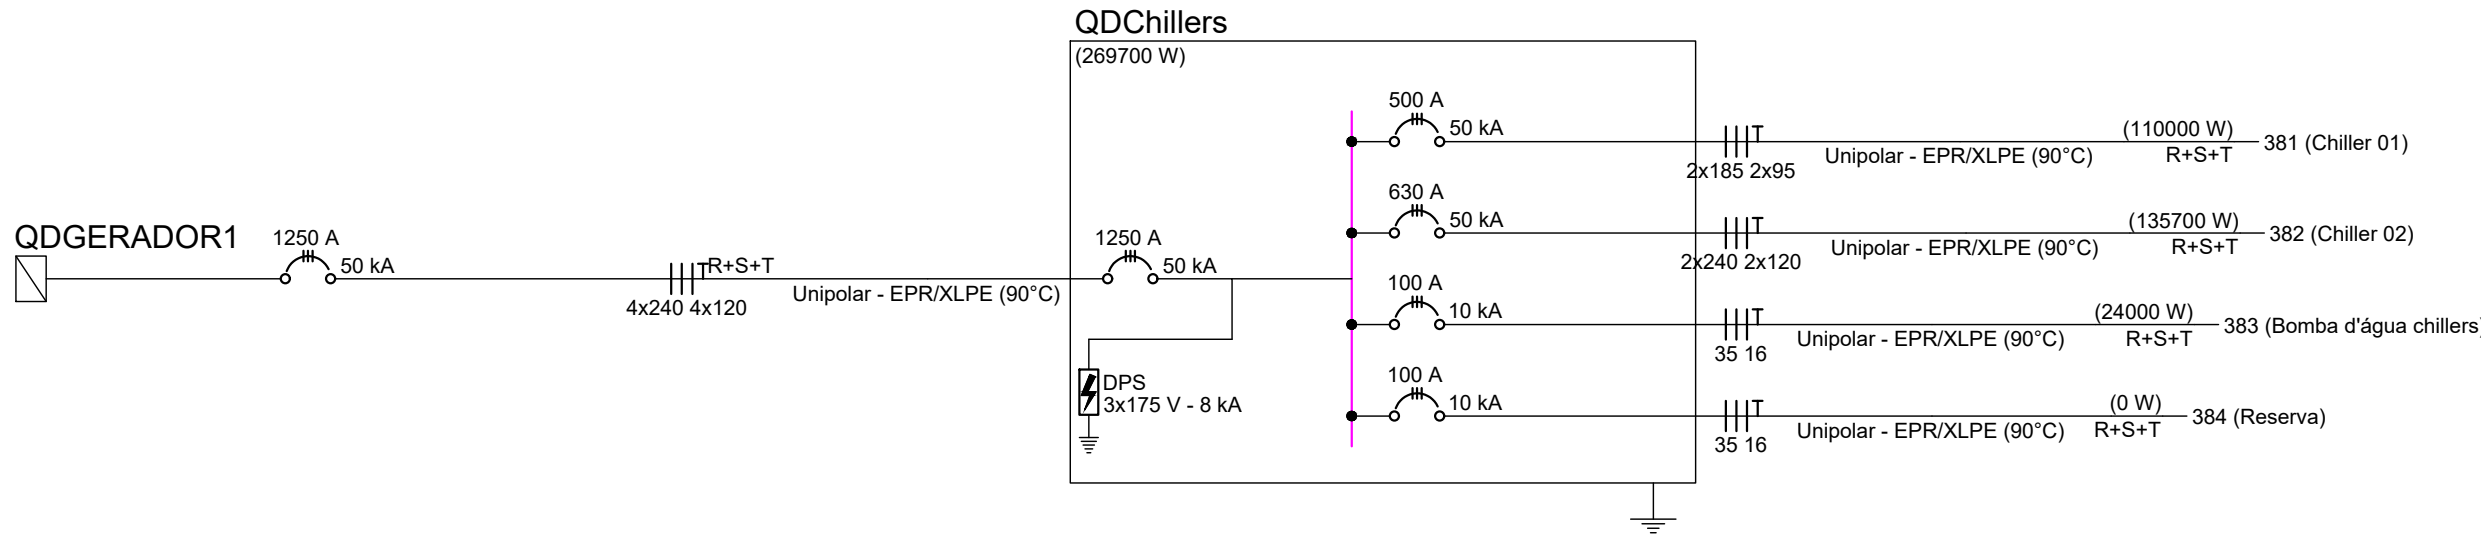 QDChillers
(269700 W)
QDGERADOR1
1250 A
50 kA
R+S+T
4x240 4x120
Unipolar - EPR/XLPE (90°C)
1250 A
50 kA
DPS
3x175 V - 8 kA
500 A
50 kA
T
2x185 2x95
Unipolar - EPR/XLPE (90°C)
(110000 W)
R+S+T
381 (Chiller 01)
630 A
50 kA
T
2x240 2x120
Unipolar - EPR/XLPE (90°C)
(135700 W)
R+S+T
382 (Chiller 02)
100 A
10 kA
T
35 16
Unipolar - EPR/XLPE (90°C)
(24000 W)
R+S+T
383 (Bomba d'água chillers)
100 A
10 kA
T
35 16
Unipolar - EPR/XLPE (90°C)
(0 W)
R+S+T
384 (Reserva)